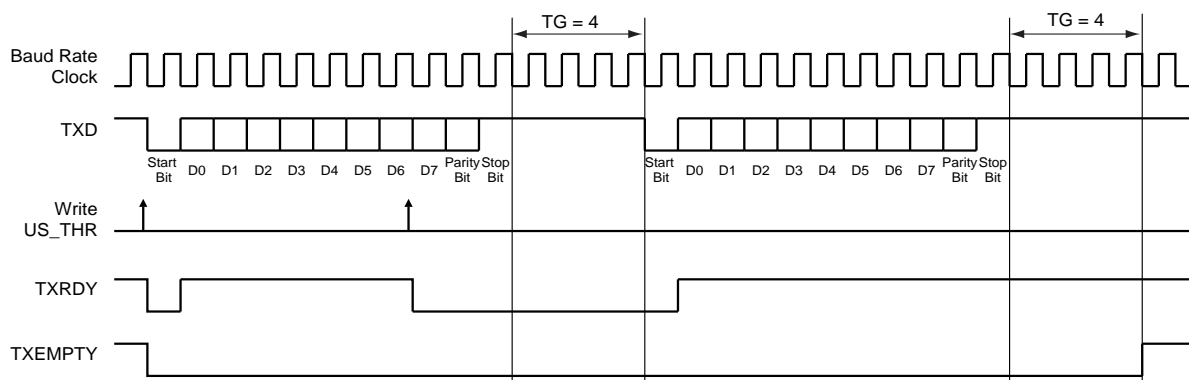 TG = 4
TG = 4
Baud Rate
Clock
TXD
Start
Bit
D0
D1
D2
D3
D4
D5
D6
D7
Parity
Bit
Stop
Bit
Start
Bit
D0
D1
D2
D3
D4
D5
D6
D7
Parity
Bit
Stop
Bit
Write
US_THR
TXRDY
TXEMPTY